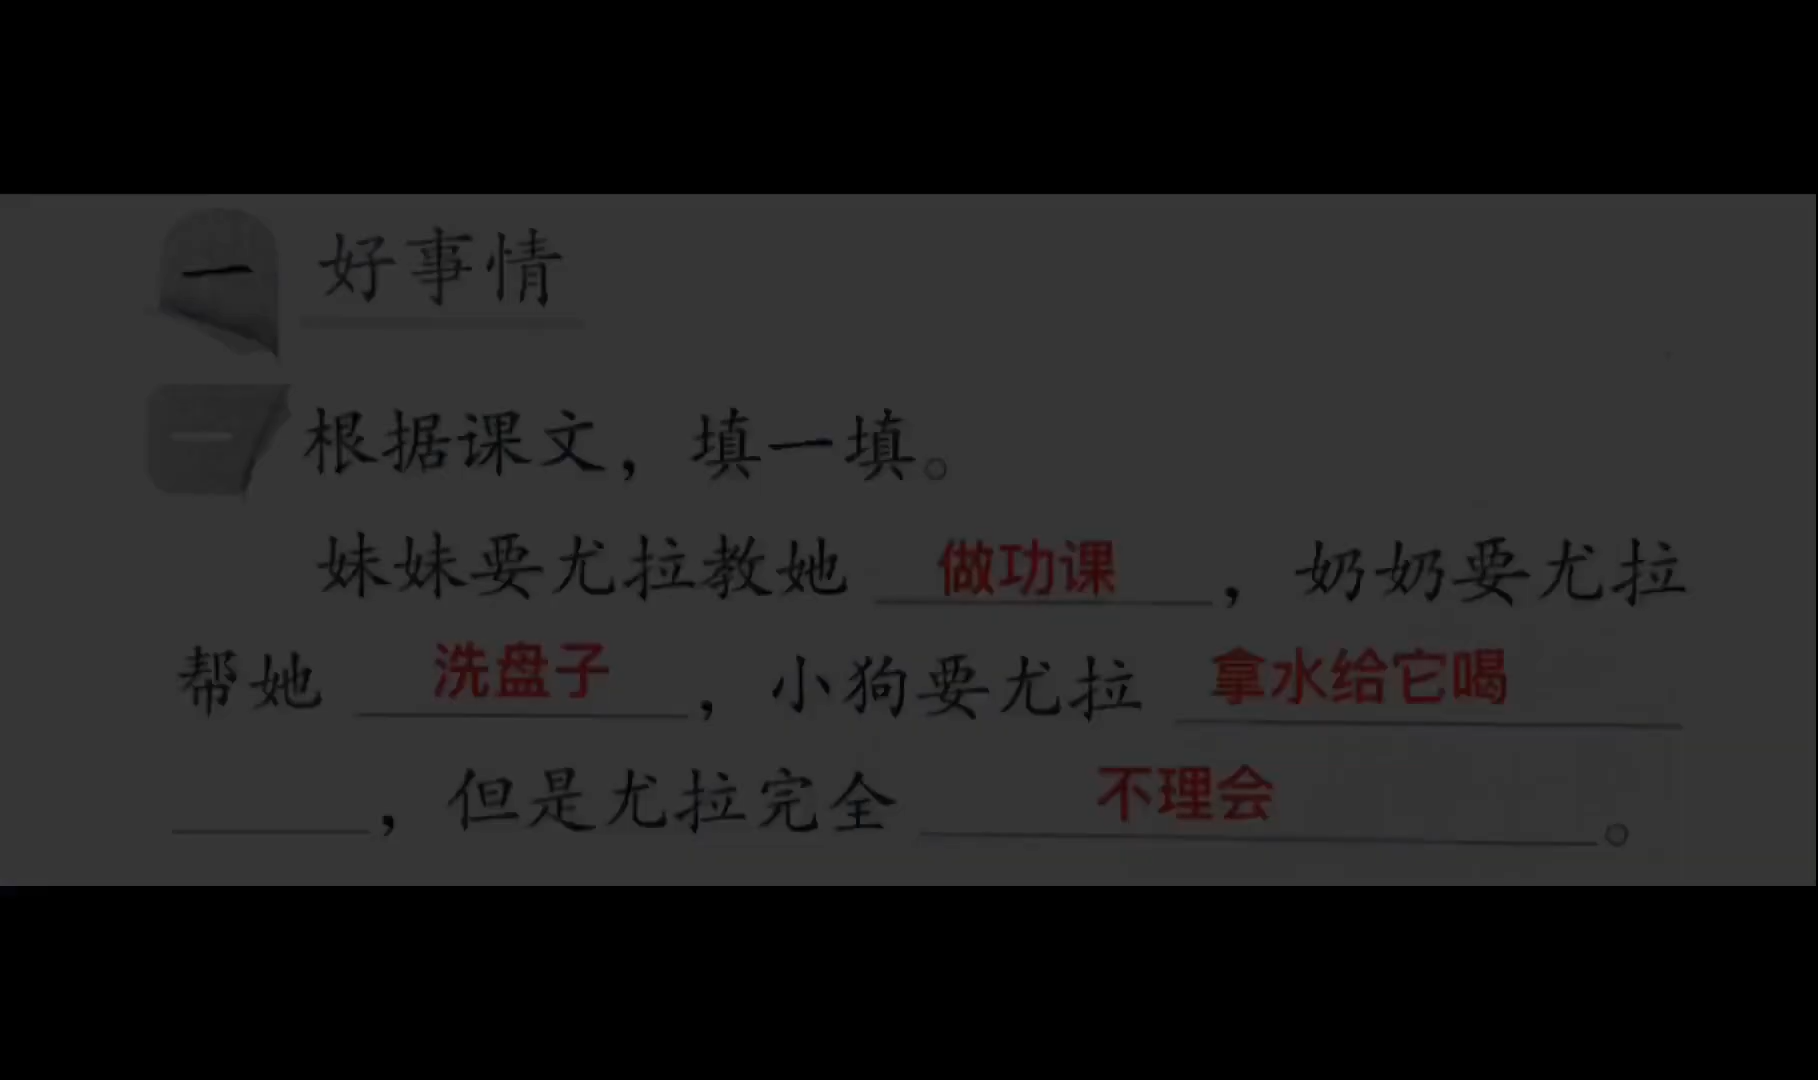 一 好事情
一 根据课文，填一填。
妹妹要尤拉教她 做功课 ，奶奶要尤拉
帮她 洗盘子 ，小狗要尤拉 拿水给它喝
，但是尤拉完全 不理会 。